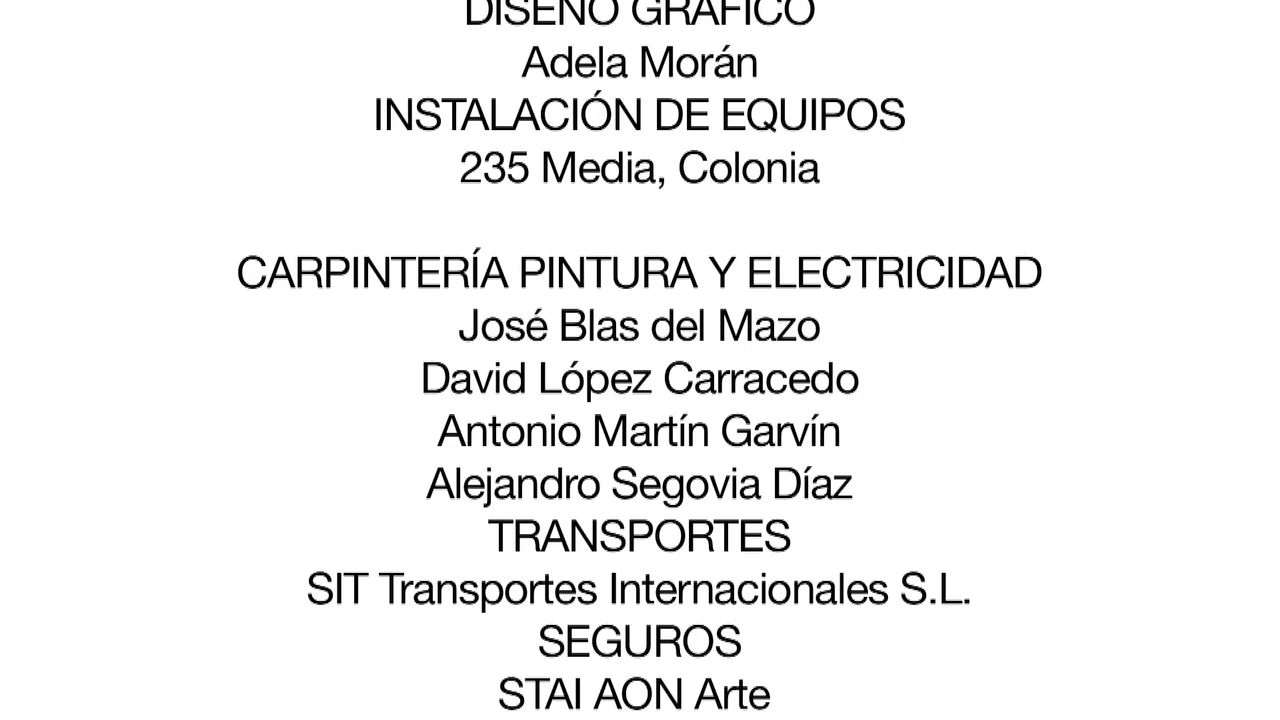 DISEÑO GRÁFICO
Adela Morán
INSTALACIÓN DE EQUIPOS
235 Media, Colonia
CARPINTERÍA PINTURA Y ELECTRICIDAD
José Blas del Mazo
David López Carracedo
Antonio Martín Garvín
Alejandro Segovia Díaz
TRANSPORTES
SIT Transportes Internacionales S.L.
SEGUROS
STAI AON Arte